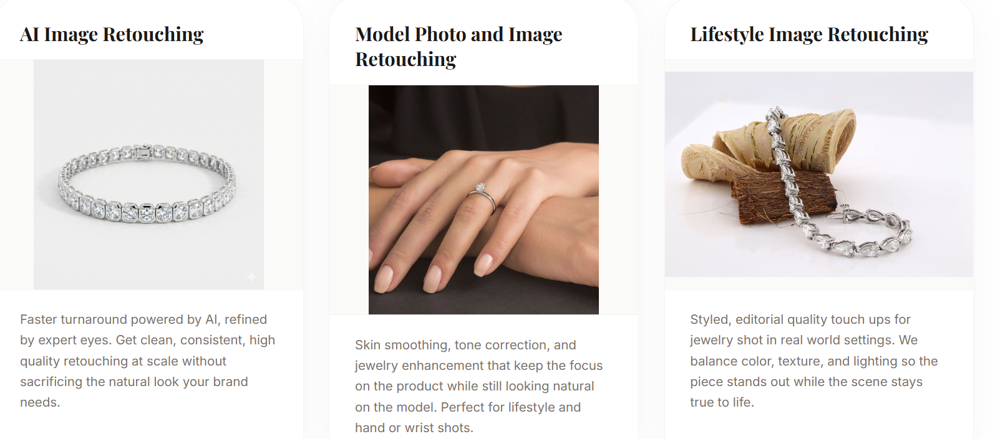 AI Image Retouching
Faster turnaround powered by AI, refined
by expert eyes. Get clean, consistent, high
quality retouching at scale without
sacrificing the natural look your brand
needs.
Model Photo and Image
Retouching
Skin smoothing, tone correction, and
jewelry enhancement that keep the focus
on the product while still looking natural
on the model. Perfect for lifestyle and
hand or wrist shots.
Lifestyle Image Retouching
Styled, editorial quality touch ups for
jewelry shot in real world settings. We
balance color, texture, and lighting so the
piece stands out while the scene stays
true to life.